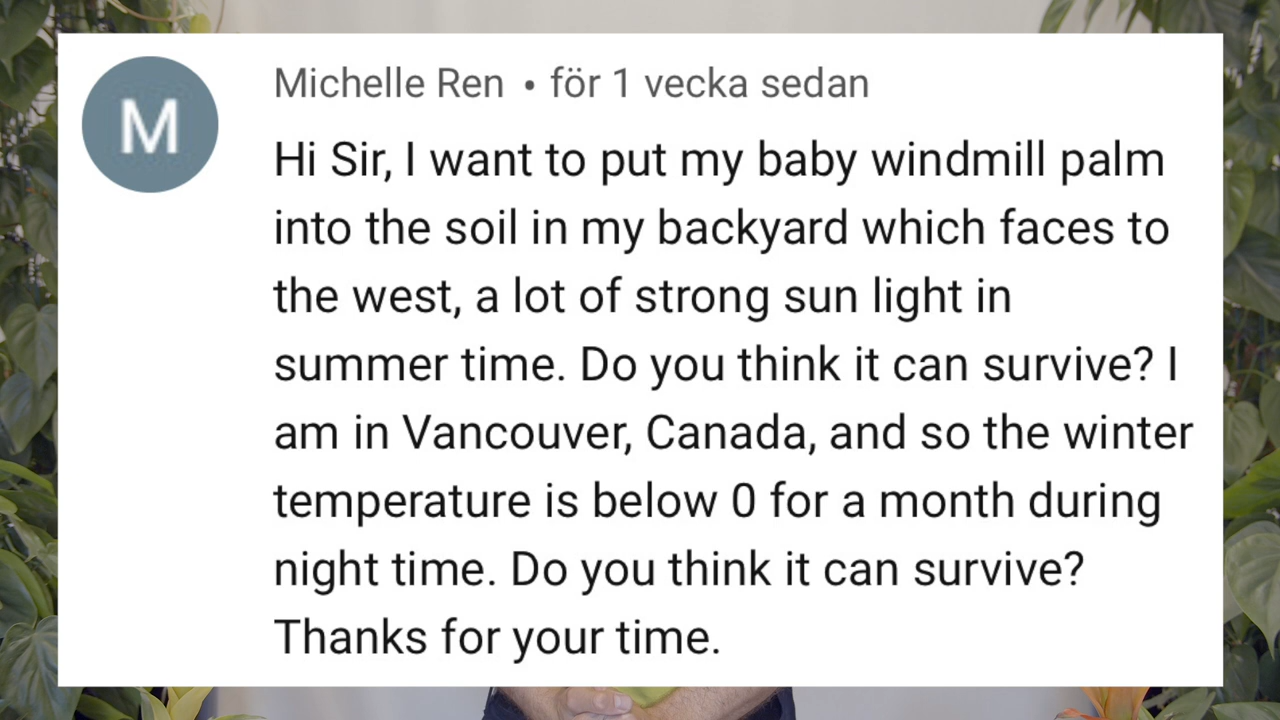 M
Michelle Ren • för 1 vecka sedan
Hi Sir, I want to put my baby windmill palm
into the soil in my backyard which faces to
the west, a lot of strong sun light in
summer time. Do you think it can survive? I
am in Vancouver, Canada, and so the winter
temperature is below 0 for a month during
night time. Do you think it can survive?
Thanks for your time.